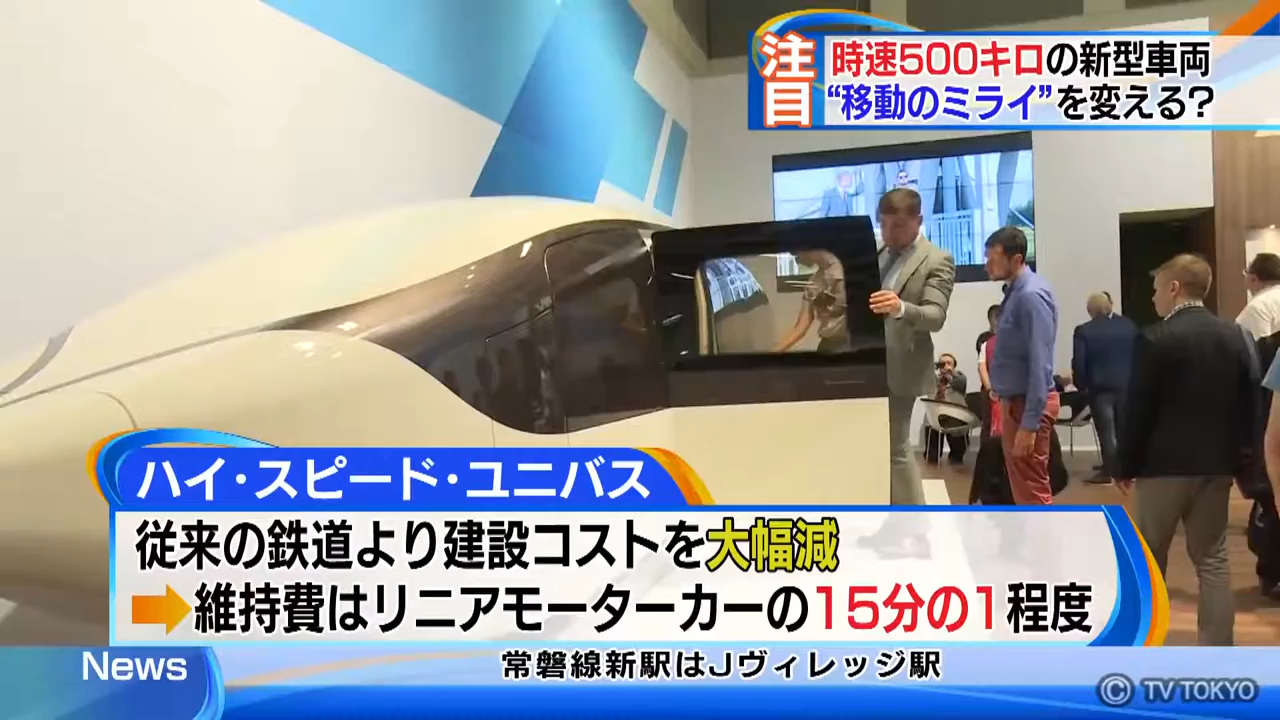 注目
時速500キロの新型車両
“移動のミライ”を変える?
ハイ・スピード・ユニバス
従来の鉄道より建設コストを大幅減
➡維持費はリニアモーターカーの15分の1程度
News
常磐線新駅はJヴィレッジ駅
© TV TOKYO